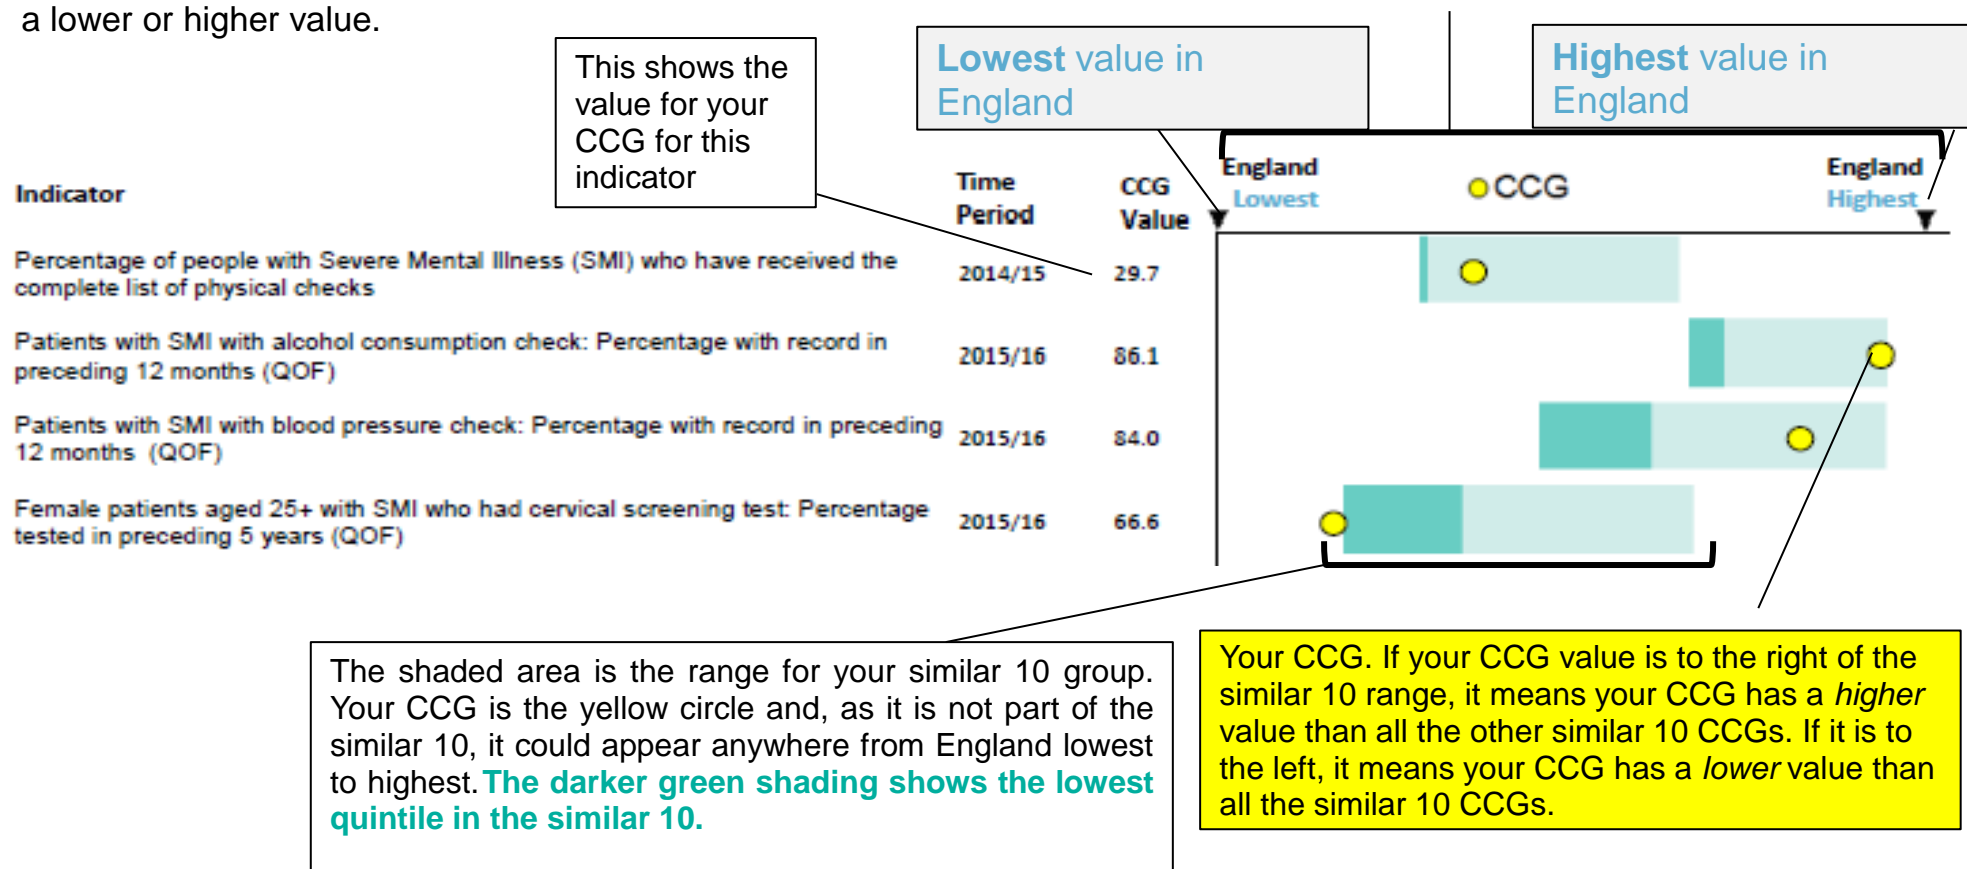 a lower or higher value.
This shows the
value for your
CCG for this
indicator
Lowest value in
England
Highest value in
England
Indicator
Time
Period
CCG
Value
England
Lowest
CCG
England
Highest
Percentage of people with Severe Mental Illness (SMI) who have received the
complete list of physical checks
2014/15
29.7
Patients with SMI with alcohol consumption check: Percentage with record in
preceding 12 months (QOF)
2015/16
86.1
Patients with SMI with blood pressure check: Percentage with record in preceding
12 months (QOF)
2015/16
84.0
Female patients aged 25+ with SMI who had cervical screening test: Percentage
tested in preceding 5 years (QOF)
2015/16
66.6
The shaded area is the range for your similar 10 group.
Your CCG is the yellow circle and, as it is not part of the
similar 10, it could appear anywhere from England lowest
to highest. The darker green shading shows the lowest
quintile in the similar 10.
Your CCG. If your CCG value is to the right of the
similar 10 range, it means your CCG has a higher
value than all the other similar 10 CCGs. If it is to
the left, it means your CCG has a lower value than
all the similar 10 CCGs.